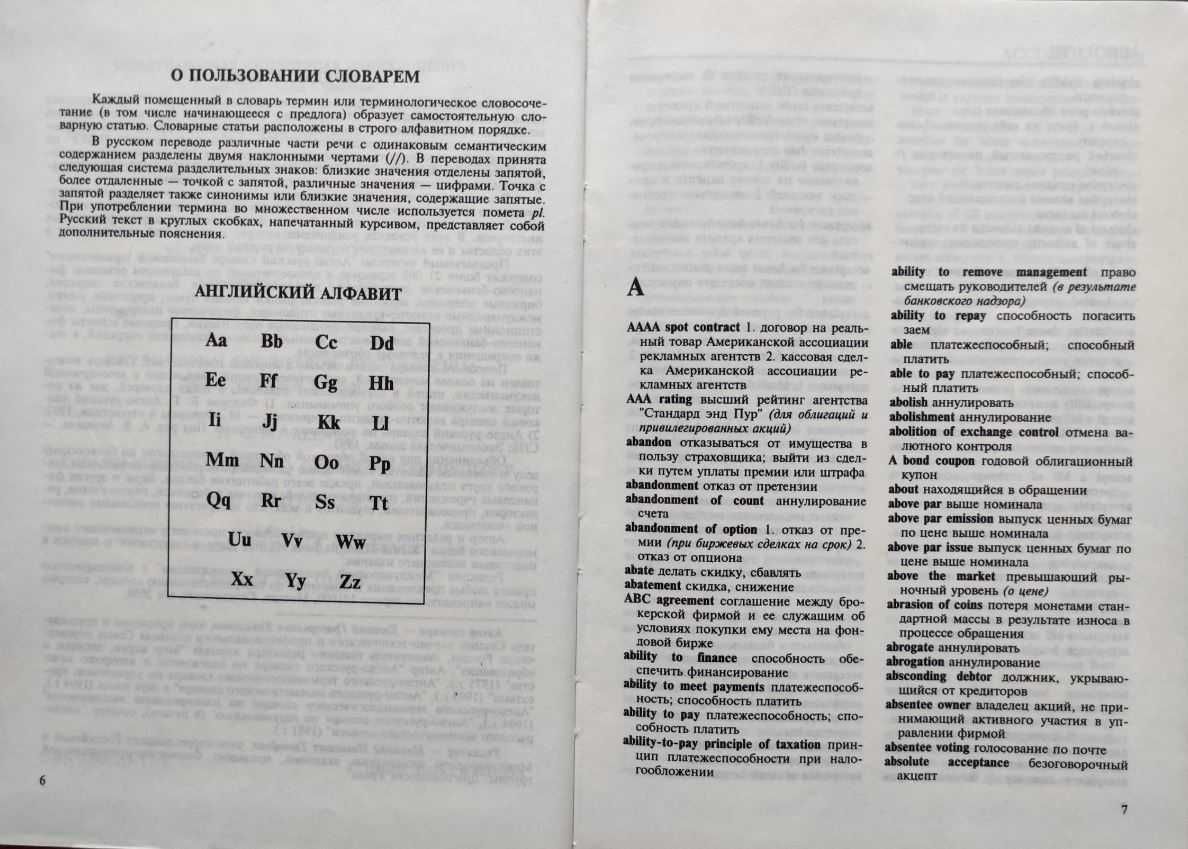 О ПОЛЬЗОВАНИИ СЛОВАРЕМ
Каждый помещенный в словарь термин или терминологическое словосоче-
тание (в том числе начинающееся с предлога) образует самостоятельную сло-
варную статью. Словарные статьи расположены в строго алфавитном порядке.
В русском переводе различные части речи с одинаковым семантическим
содержанием разделены двумя наклонными чертами (//). В переводах принята
следующая система разделительных знаков: близкие значения отделены запятой,
более отдаленные — точкой с запятой, различные значения — цифрами. Точка с
запятой разделяет также синонимы или близкие значения, содержащие запятые.
При употреблении термина во множественном числе используется помета pl.
Русский текст в круглых скобках, напечатанный курсивом, представляет собой
дополнительные пояснения.
АНГЛИЙСКИЙ АЛФАВИТ
Aa Bb Cc Dd
Ee Ff Gg Hh
Ii Jj Kk Ll
Mm Nn Oo Pp
Qq Rr Ss Tt
Uu Vv Ww
Xx Yy Zz
6
A
AAAA spot contract 1. договор на реаль-
ный товар Американской ассоциации
рекламных агентств 2. кассовая сдел-
ка Американской ассоциации ре-
кламных агентств
AAA rating высший рейтинг агентства
"Стандард энд Пур" (для облигаций и
привилегированных акций)
abandon отказываться от имущества в
пользу страховщика; выйти из сдел-
ки путем уплаты премии или штрафа
abandonment отказ от претензии
abandonment of count аннулирование
счета
abandonment of option 1. отказ от пре-
мии (при биржевых сделках на срок) 2.
отказ от опциона
abate делать скидку, сбавлять
abatement скидка, снижение
ABC agreement соглашение между бро-
керской фирмой и ее служащим об
условиях покупки ему места на фон-
довой бирже
ability to finance способность обе-
спечить финансирование
ability to meet payments платежеспособ-
ность; способность платить
ability to pay платежеспособность; спо-
собность платить
ability-to-pay principle of taxation прин-
цип платежеспособности при нало-
гообложении
ability to remove management право
смещать руководителей (в результате
банковского надзора)
ability to repay способность погасить
заем
able платежеспособный; способный
платить
able to pay платежеспособный; способ-
ный платить
abolish аннулировать
abolishment аннулирование
abolition of exchange control отмена ва-
лютного контроля
A bond coupon годовой облигационный
купон
about находящийся в обращении
above par выше номинала
above par emission выпуск ценных бумаг
по цене выше номинала
above par issue выпуск ценных бумаг по
цене выше номинала
above the market превышающий ры-
ночный уровень (о цене)
abrasion of coins потеря монетами стан-
дартной массы в результате износа в
процессе обращения
abrogate аннулировать
abrogation аннулирование
absconding debtor должник, укрываю-
щийся от кредиторов
absentee owner владелец акций, не при-
нимающий активного участия в уп-
равлении фирмой
absentee voting голосование по почте
absolute acceptance безоговорочный
акцепт
7